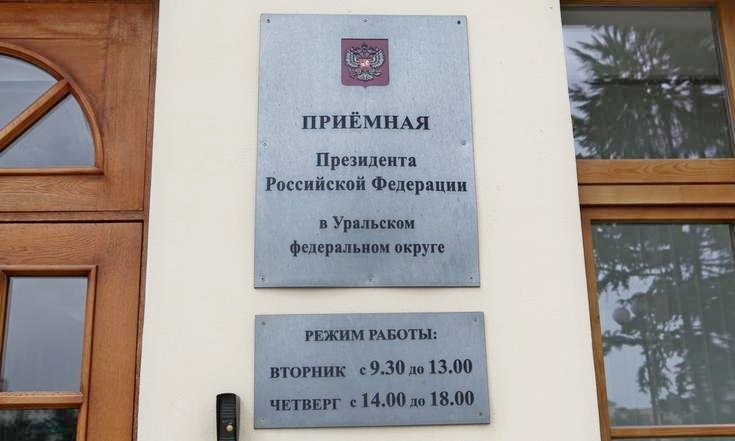 ПРИЁМНАЯ
Президента
Российской Федерации
в Уральском
федеральном округе
РЕЖИМ РАБОТЫ:
ВТОРНИК с 9.30 до 13.00
ЧЕТВЕРГ с 14.00 до 18.00